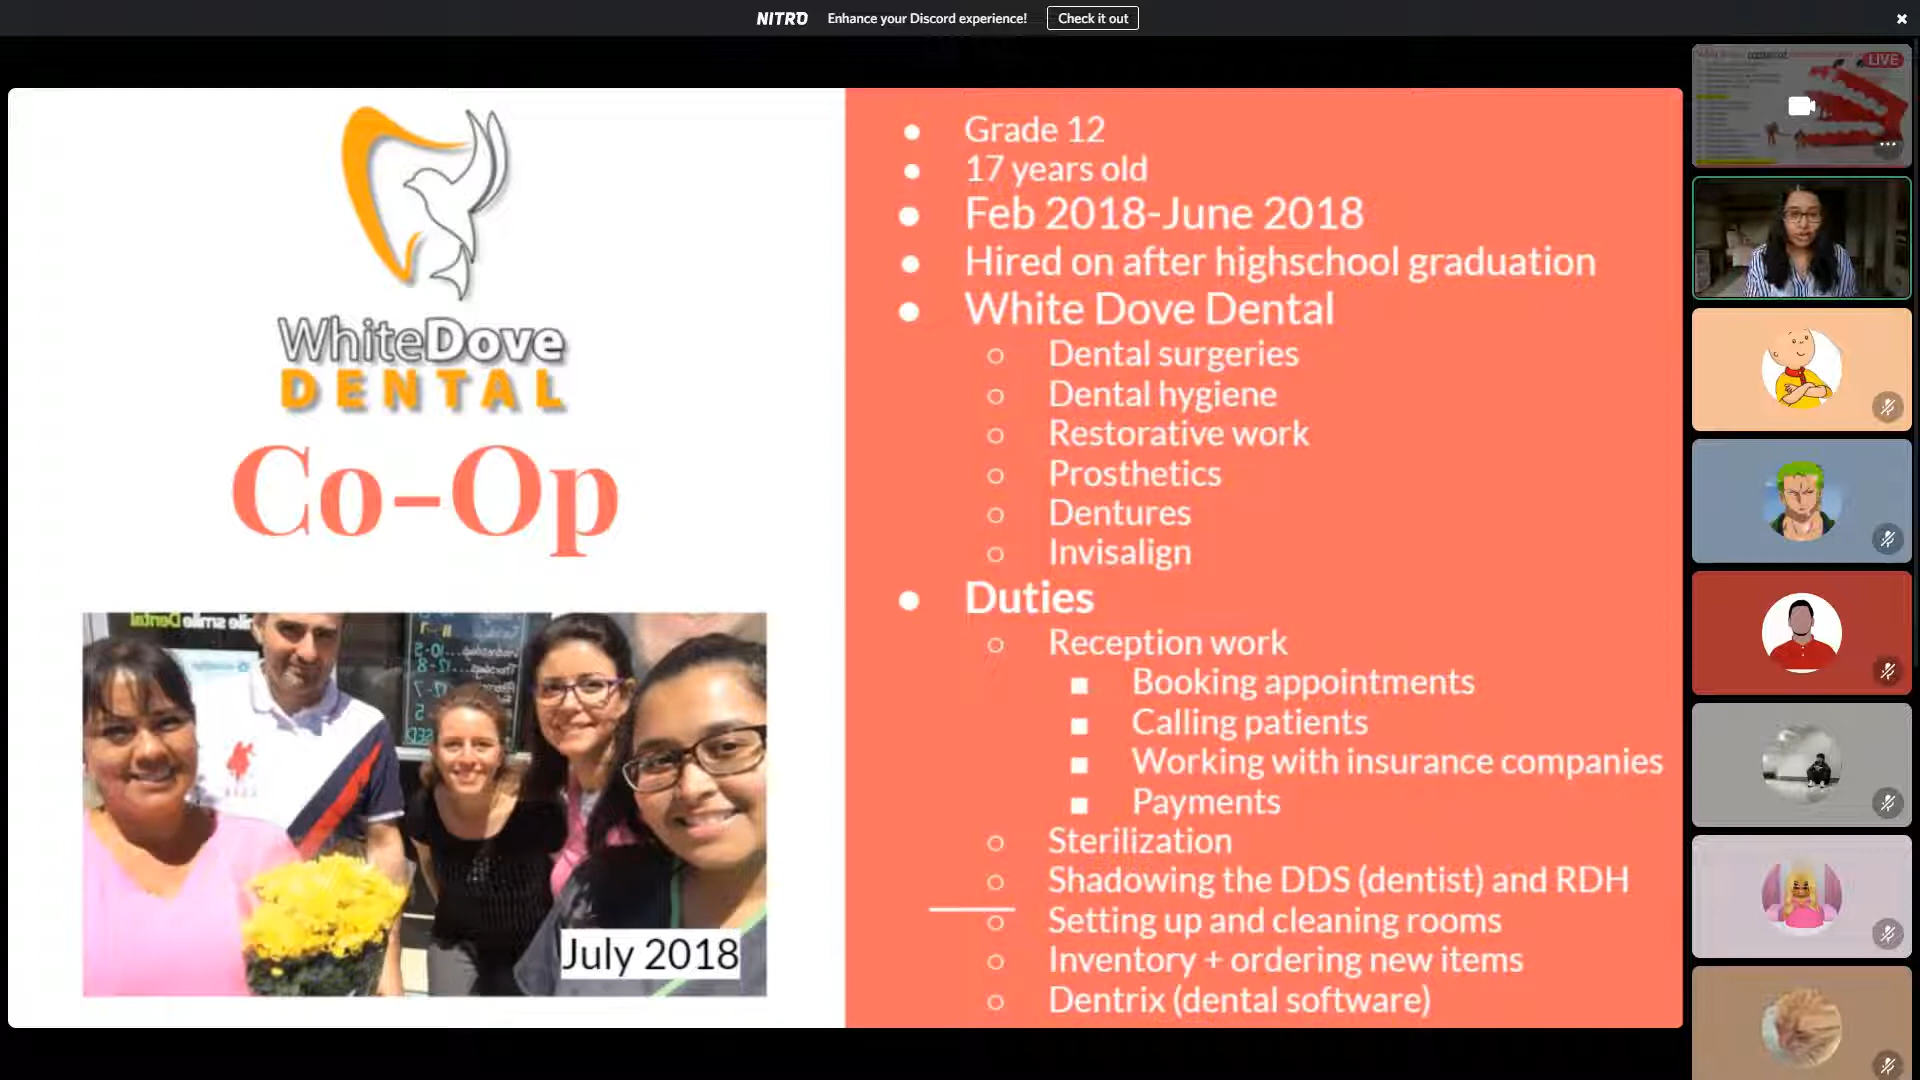 NITRO Enhance your Discord experience! Check it out
LIVE
WhiteDove
DENTAL
Co-Op
July 2018
Grade 12
17 years old
Feb 2018-June 2018
Hired on after highschool graduation
White Dove Dental
Dental surgeries
Dental hygiene
Restorative work
Prosthetics
Dentures
Invisalign
Duties
Reception work
Booking appointments
Calling patients
Working with insurance companies
Payments
Sterilization
Shadowing the DDS (dentist) and RDH
Setting up and cleaning rooms
Inventory + ordering new items
Dentrix (dental software)